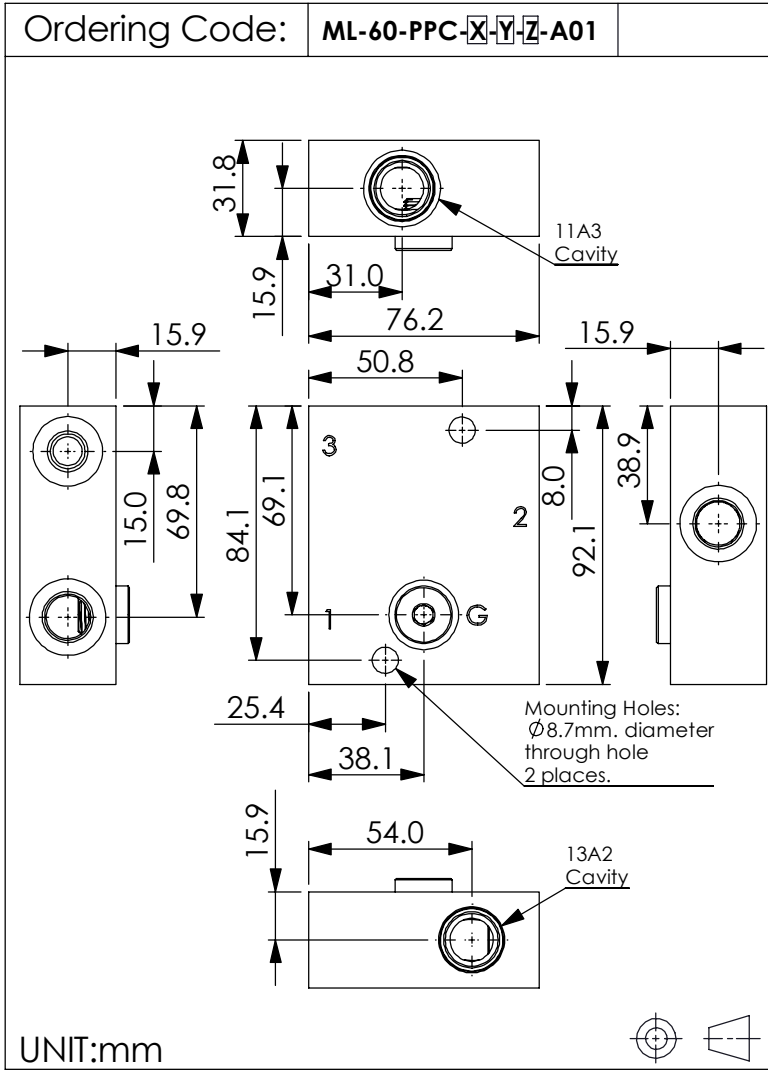 Ordering Code:
ML-60-PPC-X-Y-Z-A01
31.8
15.9
11A3
Cavity
31.0
76.2
15.9
50.8
15.9
3
2
15.0
69.8
84.1
69.1
8.0
92.1
38.9
1
G
25.4
38.1
Mounting Holes:
Ø8.7mm. diameter
through hole
2 places.
15.9
54.0
13A2
Cavity
UNIT:mm